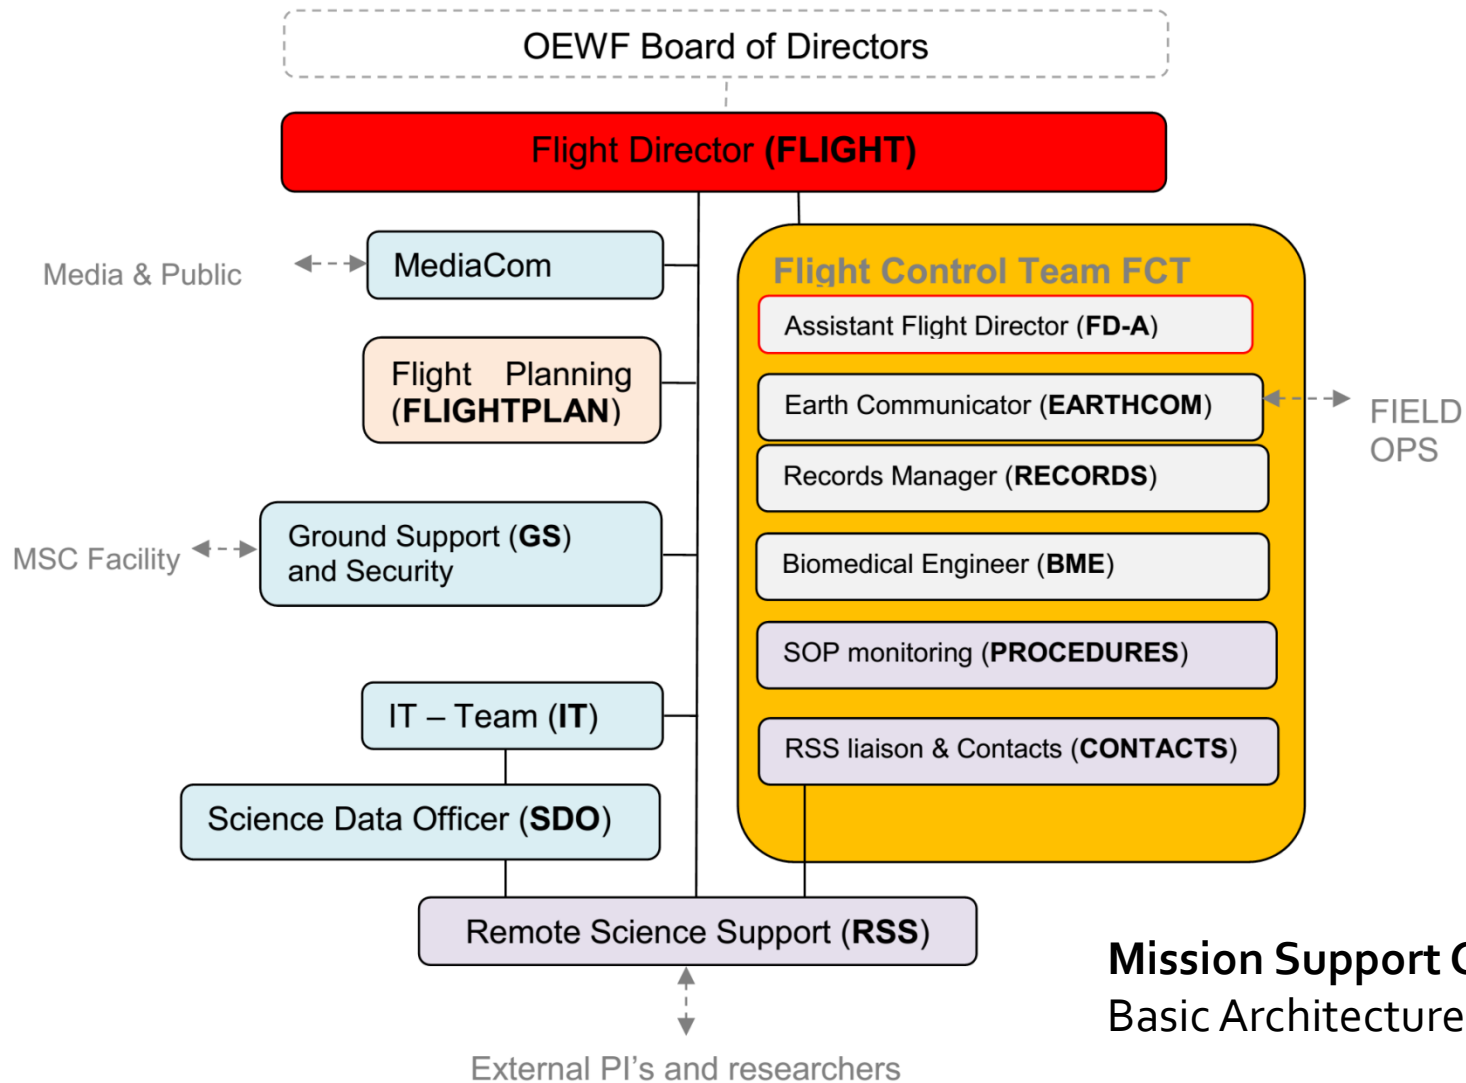 OEWF Board of Directors
Flight Director (FLIGHT)
Media & Public
MediaCom
Flight Planning
(FLIGHTPLAN)
MSC Facility
Ground Support (GS)
and Security
IT – Team (IT)
Science Data Officer (SDO)
Flight Control Team FCT
Assistant Flight Director (FD-A)
Earth Communicator (EARTHCOM)
FIELD
OPS
Records Manager (RECORDS)
Biomedical Engineer (BME)
SOP monitoring (PROCEDURES)
RSS liaison & Contacts (CONTACTS)
Remote Science Support (RSS)
External PI's and researchers
Mission Support
Basic Architecture